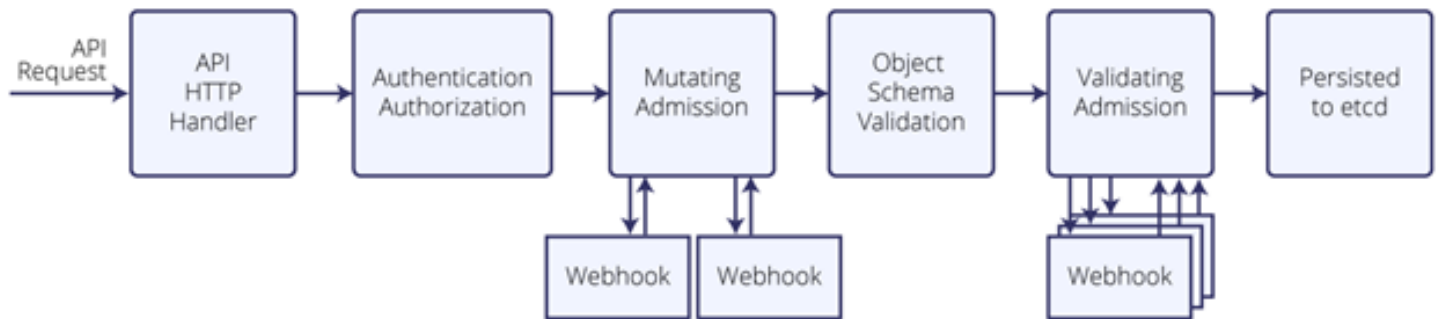 API
Request
API
HTTP
Handler
Authentication
Authorization
Mutating
Admission
Object
Schema
Validation
Validating
Admission
Persisted
to etcd
Webhook
Webhook
Webhook